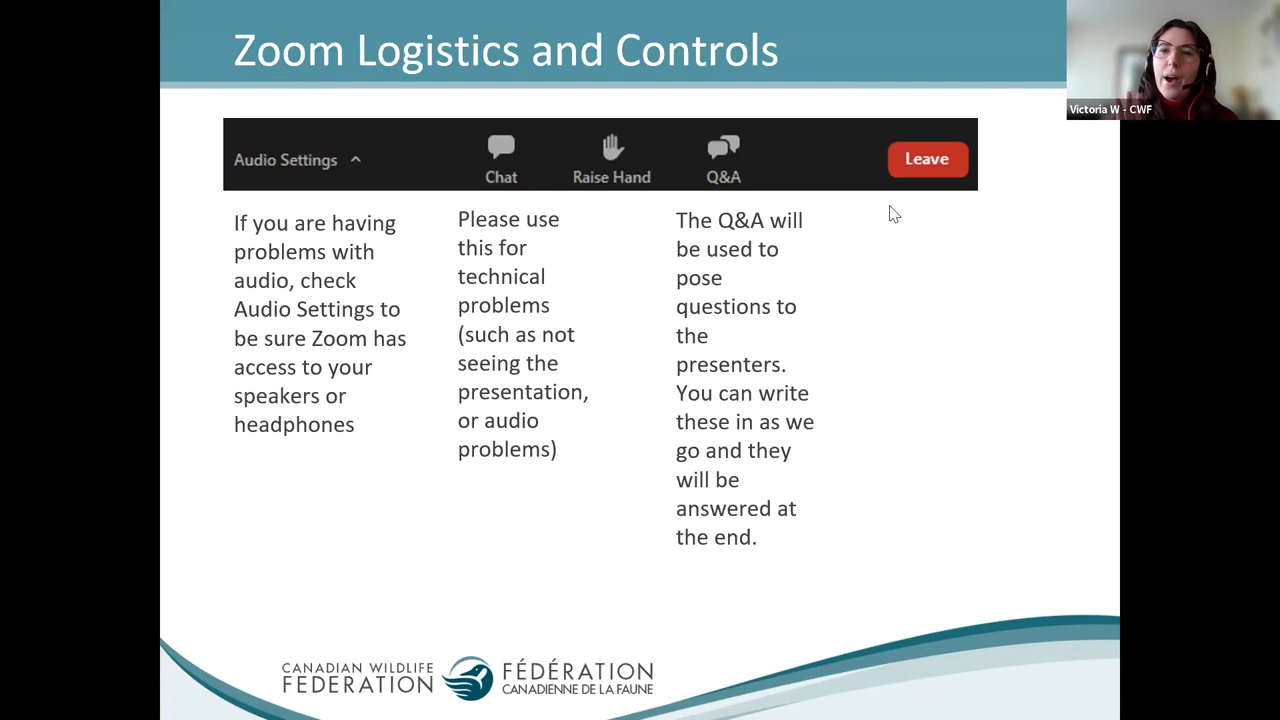 Zoom Logistics and Controls
Victoria W - CWF
Audio Settings
Chat
Raise Hand
Q&A
Leave
If you are having
problems with
audio, check
Audio Settings to
be sure Zoom has
access to your
speakers or
headphones
Please use
this for
technical
problems
(such as not
seeing the
presentation,
or audio
problems)
The Q&A will
be used to
pose
questions to
the
presenters.
You can write
these in as we
go and they
will be
answered at
the end.
CANADIAN WILDLIFE
FEDERATION
FÉDÉRATION
CANADIENNE DE LA FAUNE